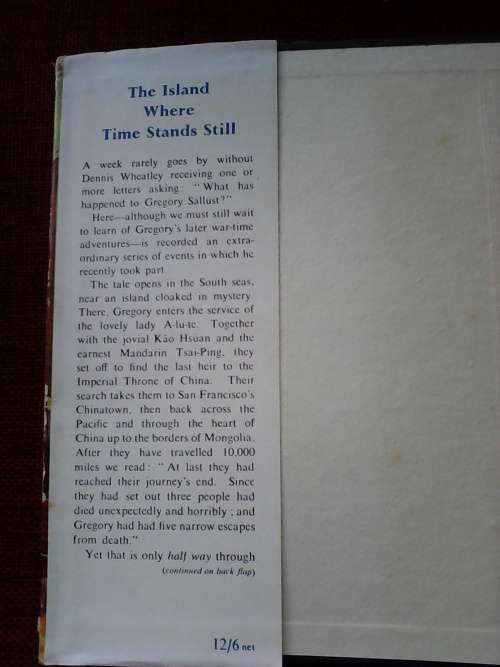 The Island
Where
Time Stands Still
A week rarely goes by without
Dennis Wheatley receiving one or
more letters asking: "What has
happened to Gregory Sallust?"
Here—although we must still wait
to learn of Gregory's later war-time
adventures—is recorded an extra-
ordinary series of events in which he
recently took part.
The tale opens in the South seas,
near an island cloaked in mystery.
There, Gregory enters the service of
the lovely lady A-lu-te. Together
with the jovial Kâo Hsüan and the
earnest Mandarin Tsai-Ping, they
set off to find the last heir to the
Imperial Throne of China. Their
search takes them to San Francisco's
Chinatown, then back across the
Pacific and through the heart of
China up to the borders of Mongolia.
After they have travelled 10,000
miles we read: "At last they had
reached their journey's end. Since
they had set out three people had
died unexpectedly and horribly; and
Gregory had had five narrow escapes
from death."
Yet that is only half way through
(continued on back flap)
12/6 net